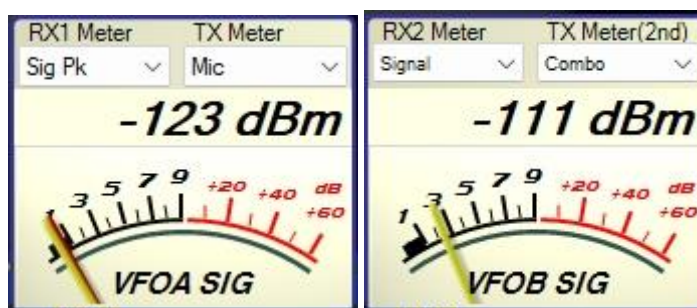 RX1 Meter TX Meter
Sig Pk Mic
-123 dBm
1 3 5 7 9 +20 +40 +60 dB
VFOA SIG
RX2 Meter TX Meter(2nd)
Signal Combo
-111 dBm
1 3 5 7 9 +20 +40 +60 dB
VFOB SIG